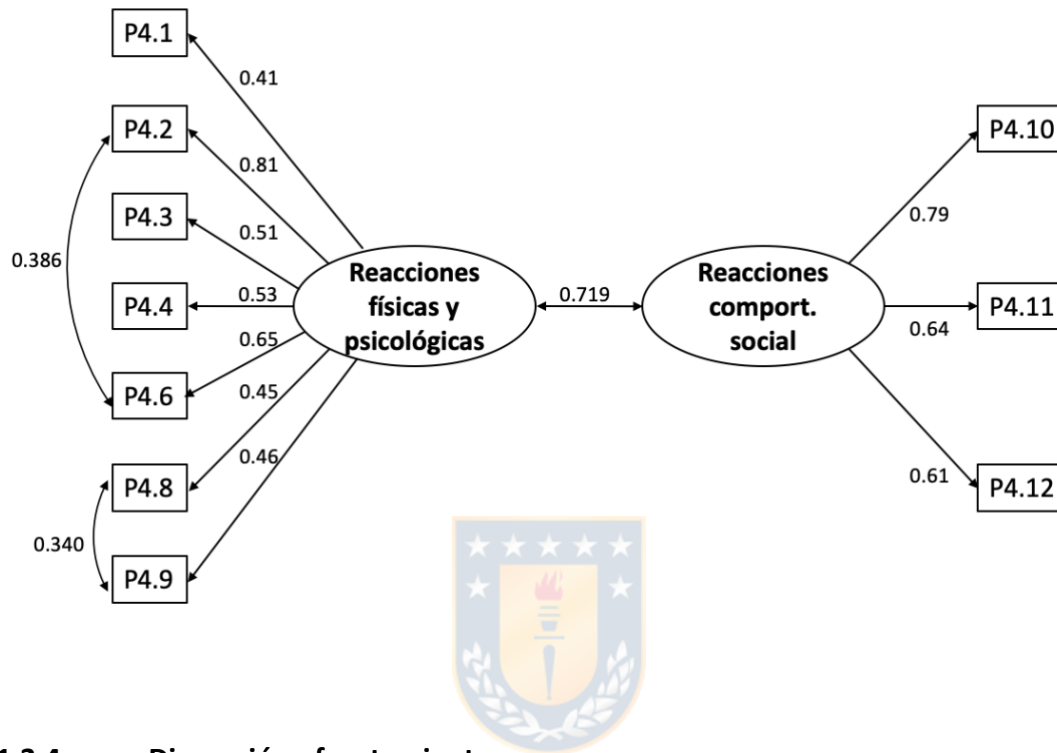 P4.1
0.41
P4.2
0.81
P4.3
0.51
0.386
P4.4
0.53
P4.6
0.65
0.45
P4.8
0.46
0.340
P4.9
Reacciones
físicas y
psicológicas
0.719
Reacciones
comport.
social
P4.10
0.79
P4.11
0.64
0.61
P4.12